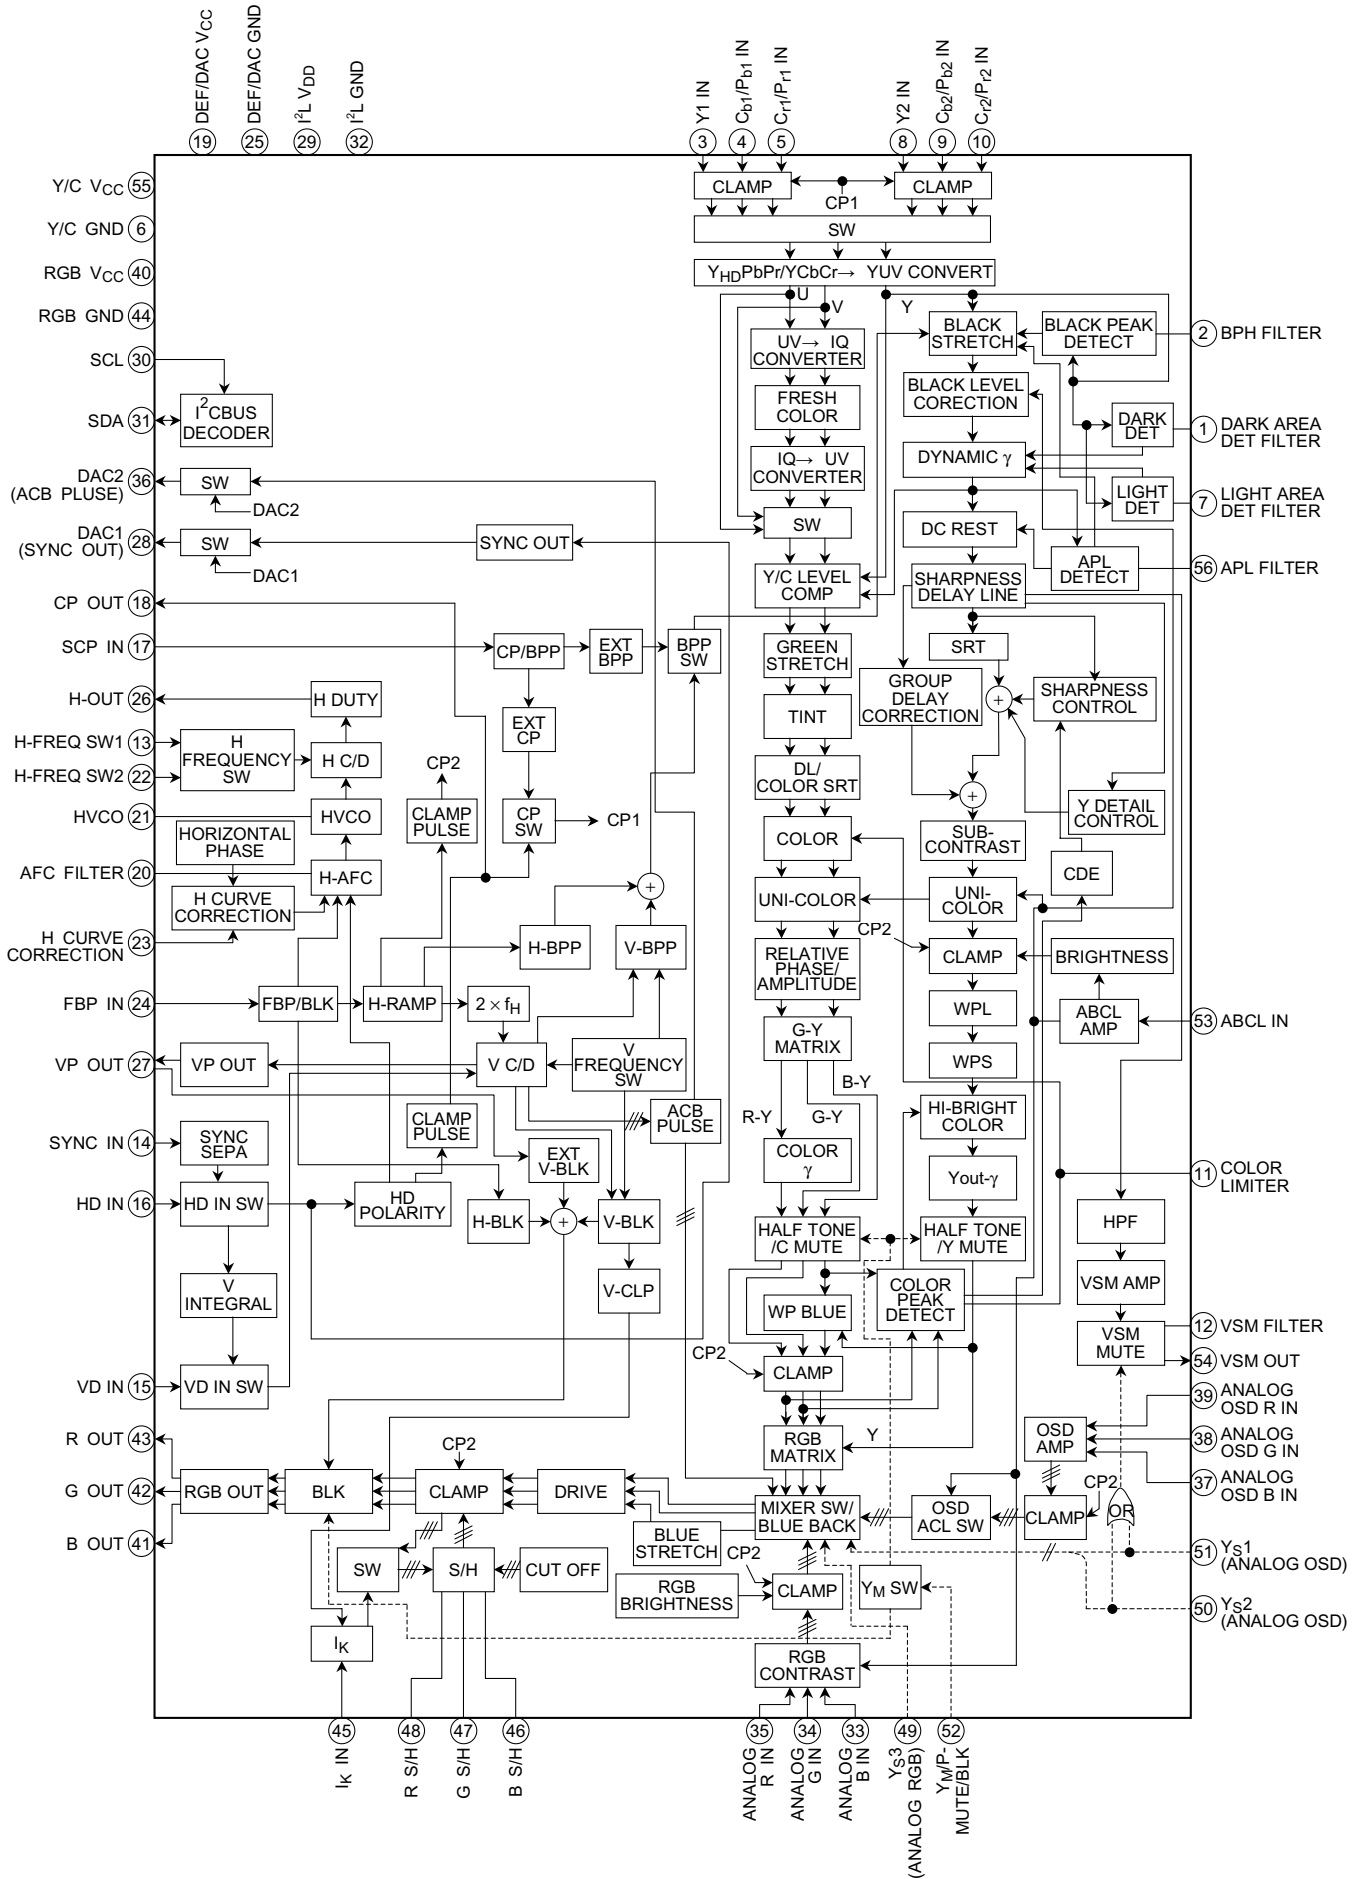 DEF/DAC VCC
DEF/DAC GND
I²L VDD
I²L GND
19
25
29
32
Y1 IN
Cb1/Pb1 IN
Cr1/Pr1 IN
Y2 IN
Cb2/Pb2 IN
Cr2/Pr2 IN
3
4
5
8
9
10
Y/C VCC 55
Y/C GND 6
RGB VCC 40
RGB GND 44
SCL 30
SDA 31
DAC2
(ACB PLUSE) 36
DAC1
(SYNC OUT) 28
CP OUT 18
SCP IN 17
H-OUT 26
H-FREQ SW1 13
H-FREQ SW2 22
HVCO 21
AFC FILTER 20
H CURVE
CORRECTION 23
FBP IN 24
VP OUT 27
SYNC IN 14
HD IN 16
VD IN 15
R OUT 43
G OUT 42
B OUT 41
CLAMP
CP1
CLAMP
SW
YHDPbPr/YCbCr→ YUV CONVERT
U
V
Y
UV→ IQ
CONVERTER
FRESH
COLOR
IQ→ UV
CONVERTER
SW
Y/C LEVEL
COMP
GREEN
STRETCH
TINT
DL/
COLOR SRT
COLOR
UNI-COLOR
RELATIVE
PHASE/
AMPLITUDE
G-Y
MATRIX
R-Y
G-Y
B-Y
COLOR
γ
HALF TONE
/C MUTE
WP BLUE
CP2
CLAMP
RGB
MATRIX
Y
MIXER SW/
BLUE BACK
BLACK
STRETCH
BLACK PEAK
DETECT
BLACK LEVEL
CORECTION
DARK
DET
DYNAMIC γ
LIGHT
DET
DC REST
APL
DETECT
SHARPNESS
DELAY LINE
SRT
GROUP
DELAY
CORRECTION
+
SHARPNESS
CONTROL
+
Y DETAIL
CONTROL
SUB-
CONTRAST
CDE
UNI-
COLOR
CP2
CLAMP
BRIGHTNESS
WPL
ABCL
AMP
WPS
HI-BRIGHT
COLOR
Yout-γ
HALF TONE
/Y MUTE
COLOR
PEAK
DETECT
HPF
VSM AMP
VSM
MUTE
OSD
AMP
CP2
OSD
ACL SW
CLAMP
OR
2 BPH FILTER
1 DARK AREA
DET FILTER
7 LIGHT AREA
DET FILTER
56 APL FILTER
53 ABCL IN
11 COLOR
LIMITER
12 VSM FILTER
54 VSM OUT
39 ANALOG
OSD R IN
38 ANALOG
OSD G IN
37 ANALOG
OSD B IN
51 YS1
(ANALOG OSD)
50 YS2
(ANALOG OSD)
I²CBUS
DECODER
SW
DAC2
SW
DAC1
SYNC OUT
CP/BPP
EXT
BPP
BPP
SW
H DUTY
EXT
CP
H
FREQUENCY
SW
H C/D
CP2
HVCO
CLAMP
PULSE
CP
SW
CP1
HORIZONTAL
PHASE
H-AFC
H CURVE
CORRECTION
+
H-BPP
V-BPP
FBP/BLK
H-RAMP
2 × fH
VP OUT
V C/D
V
FREQUENCY
SW
CLAMP
PULSE
ACB
PULSE
SYNC
SEPA
EXT
V-BLK
HD IN SW
HD
POLARITY
H-BLK
+
V-BLK
V
INTEGRAL
V-CLP
VD IN SW
CP2
RGB OUT
BLK
CLAMP
DRIVE
BLUE
STRETCH
SW
S/H
CUT OFF
RGB
BRIGHTNESS
CP2
CLAMP
YM SW
IK
RGB
CONTRAST
45
48
47
46
35
34
33
49
52
IK IN
R S/H
G S/H
B S/H
ANALOG
R IN
ANALOG
G IN
ANALOG
B IN
YS3
(ANALOG RGB)
YM/P-
MUTE/BLK